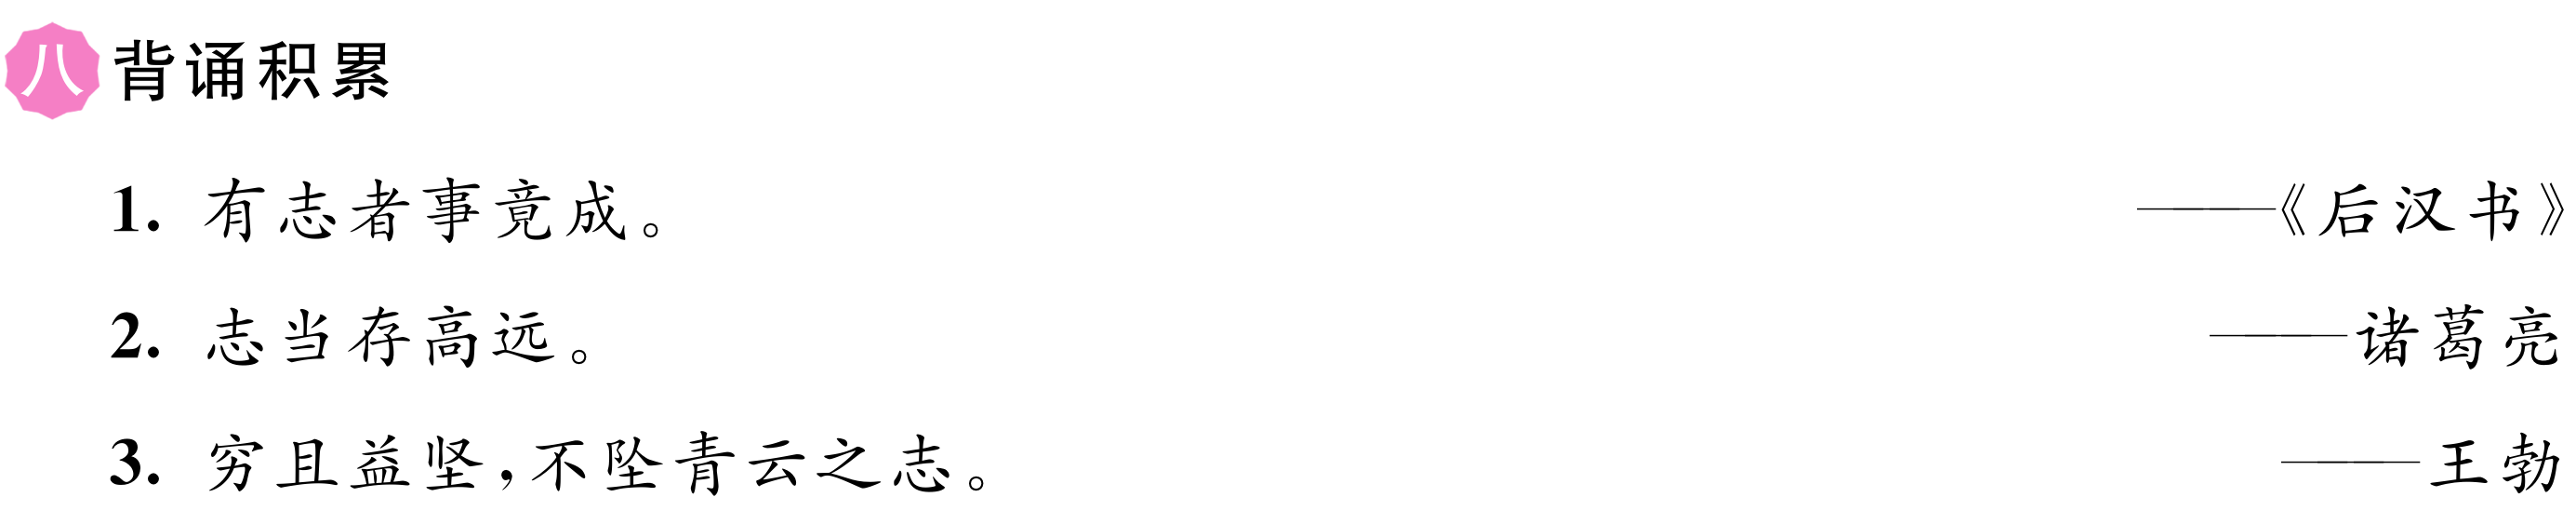 八 背诵积累
1. 有志者事竟成。 ——《后汉书》
2. 志当存高远。 ——诸葛亮
3. 穷且益坚,不坠青云之志。 ——王勃